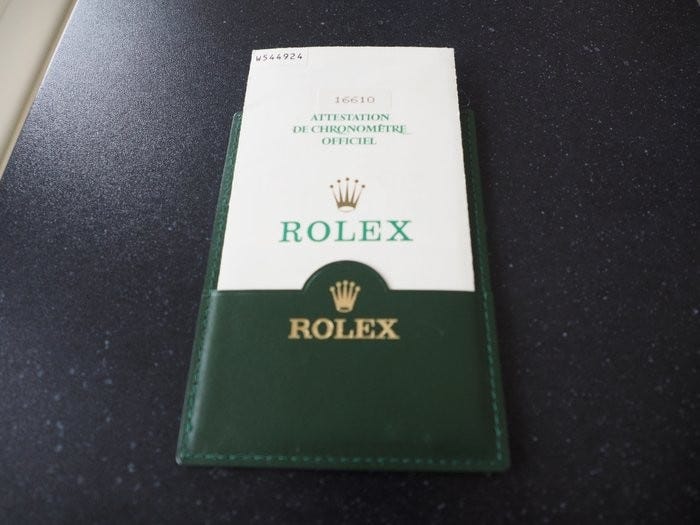 W544924
16610
ATTESTATION
DE CHRONOMÈTRE
OFFICIEL
ROLEX
ROLEX